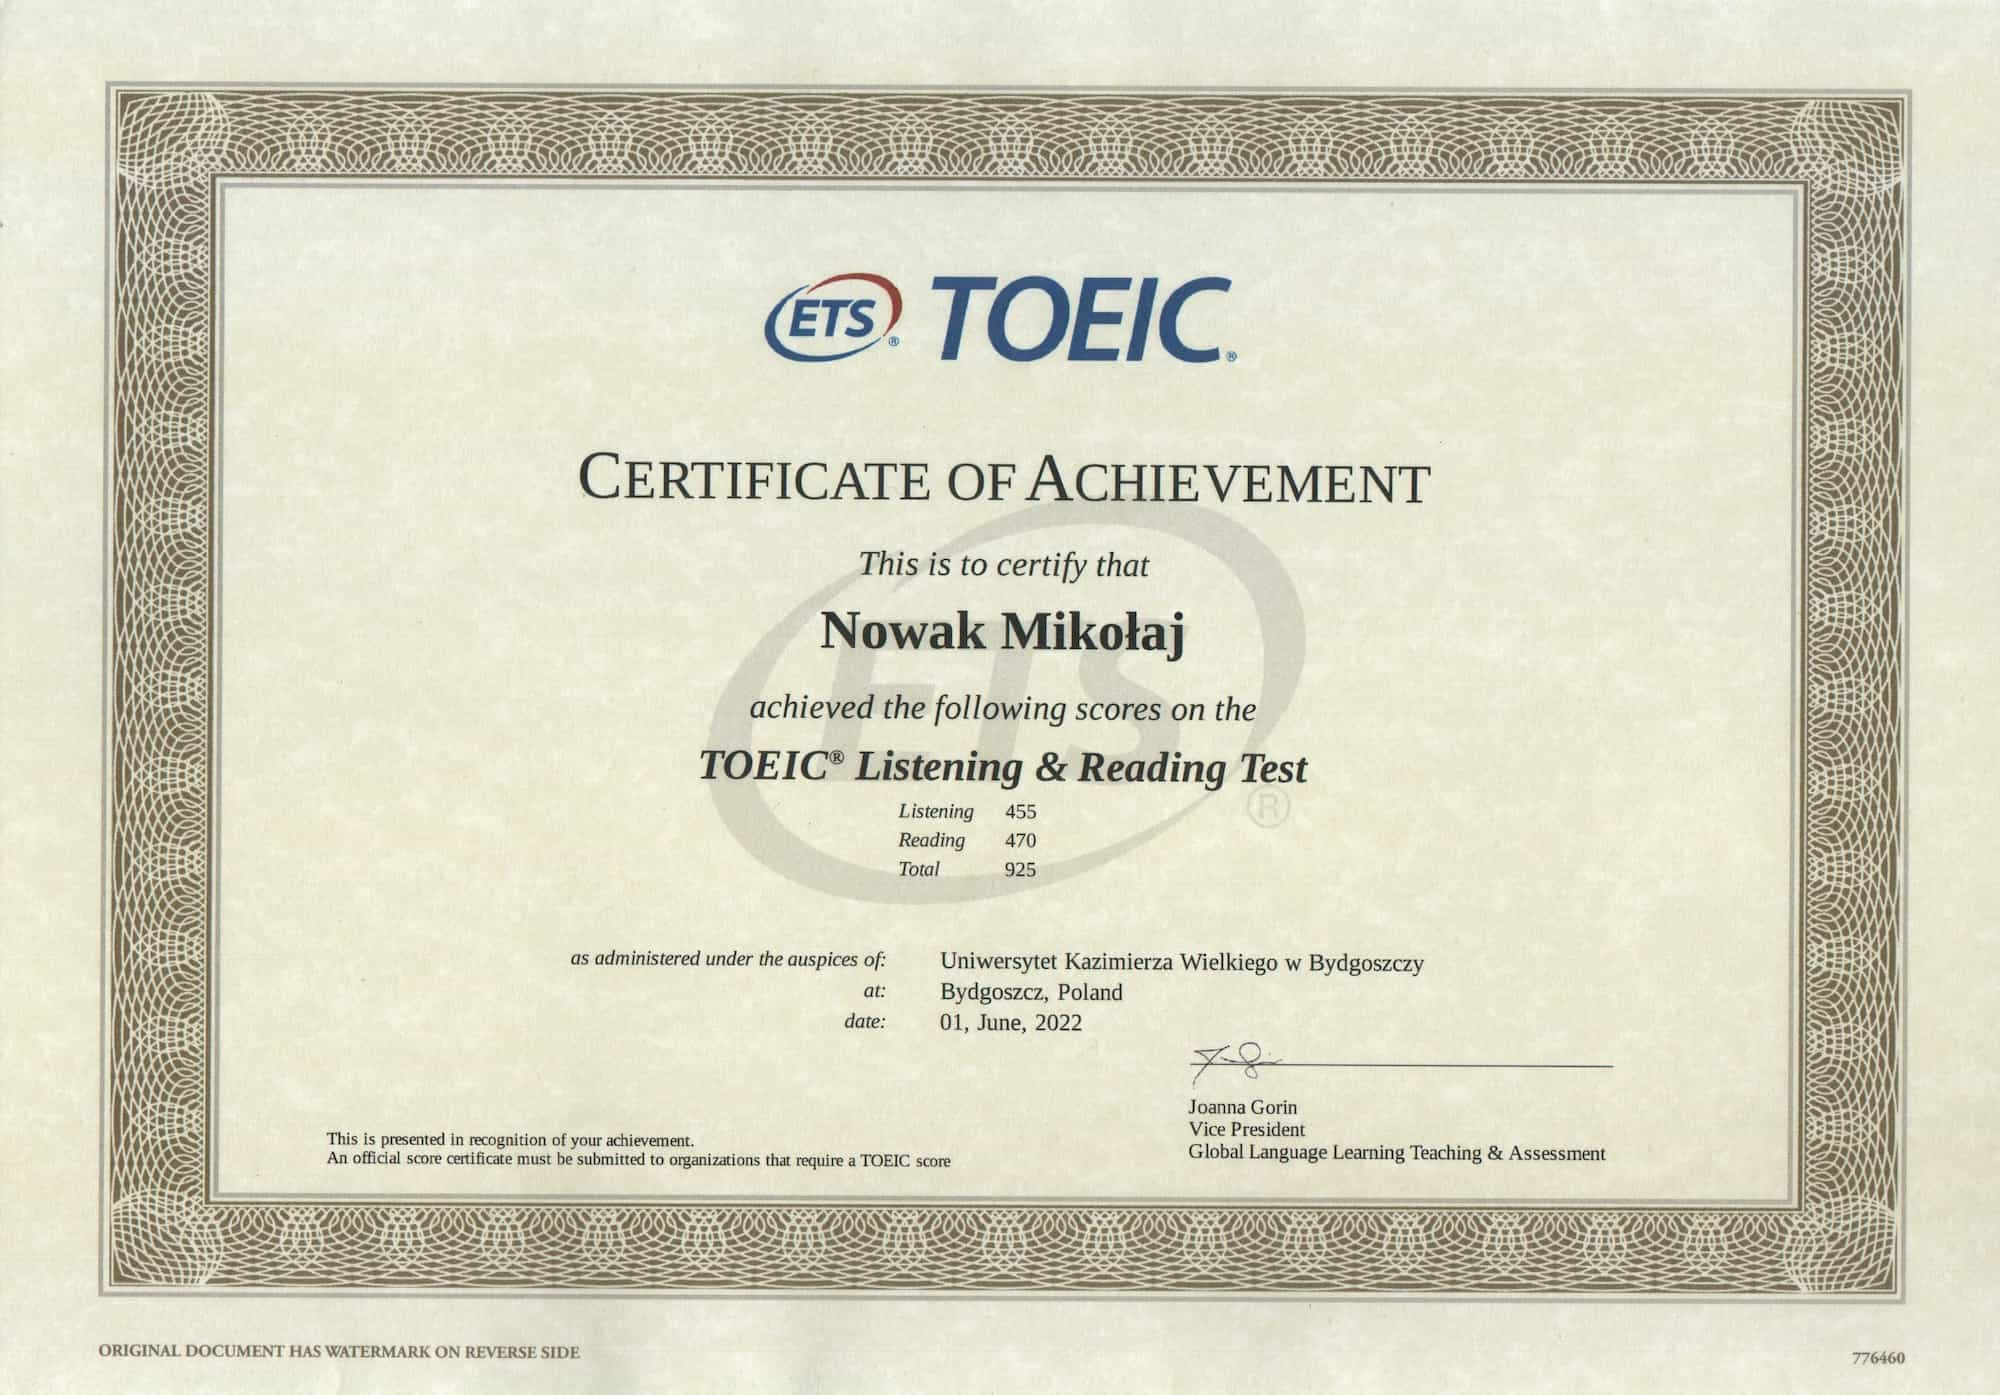 ETS® TOEIC®
CERTIFICATE OF ACHIEVEMENT
This is to certify that
Nowak Mikołaj
achieved the following scores on the
TOEIC® Listening & Reading Test
Listening 455
Reading 470
Total 925
ETS®
as administered under the auspices of: Uniwersytet Kazimierza Wielkiego w Bydgoszczy
at: Bydgoszcz, Poland
date: 01, June, 2022
Joanna Gorin
Vice President
Global Language Learning Teaching & Assessment
This is presented in recognition of your achievement.
An official score certificate must be submitted to organizations that require a TOEIC score
ORIGINAL DOCUMENT HAS WATERMARK ON REVERSE SIDE
776460